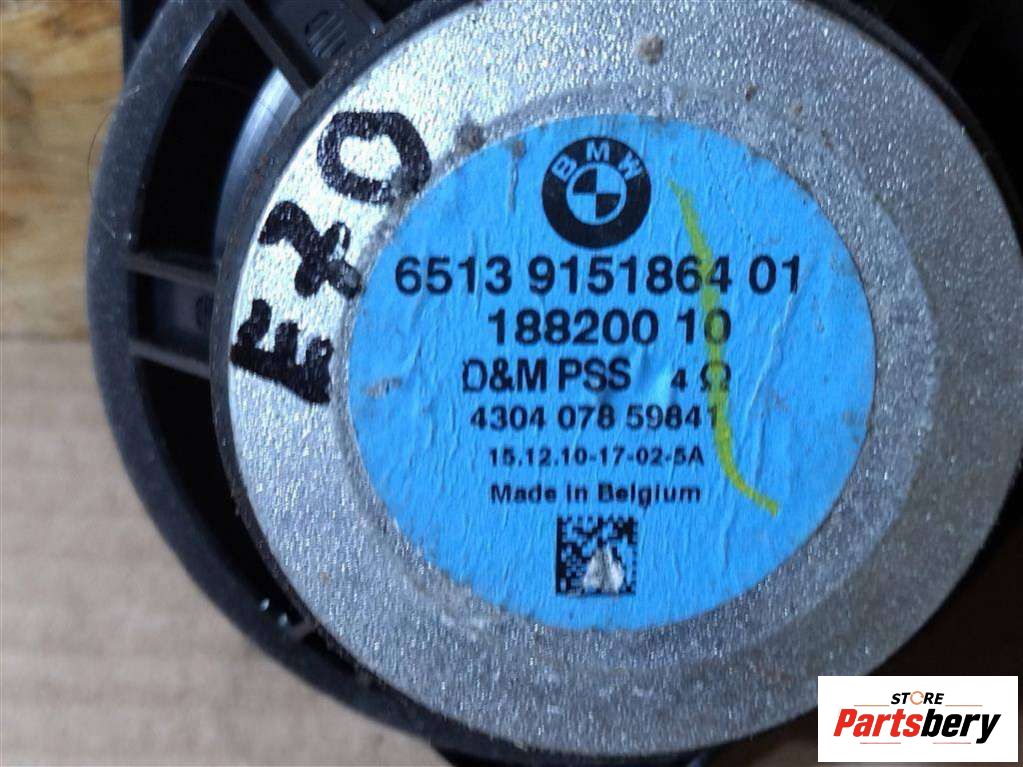 E70
BMW
6513 9151864 01
188200 10
D&M PSS 4 Ω
4304 078 59841
15.12.10-17-02-5A
Made in Belgium
STORE
Partsbery